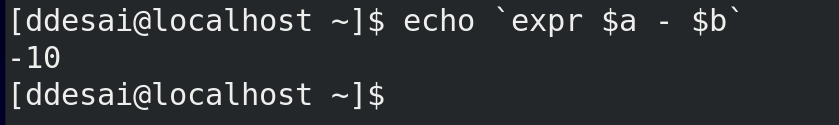 [ddesai@localhost ~]$ echo `expr $a - $b`
-10
[ddesai@localhost ~]$